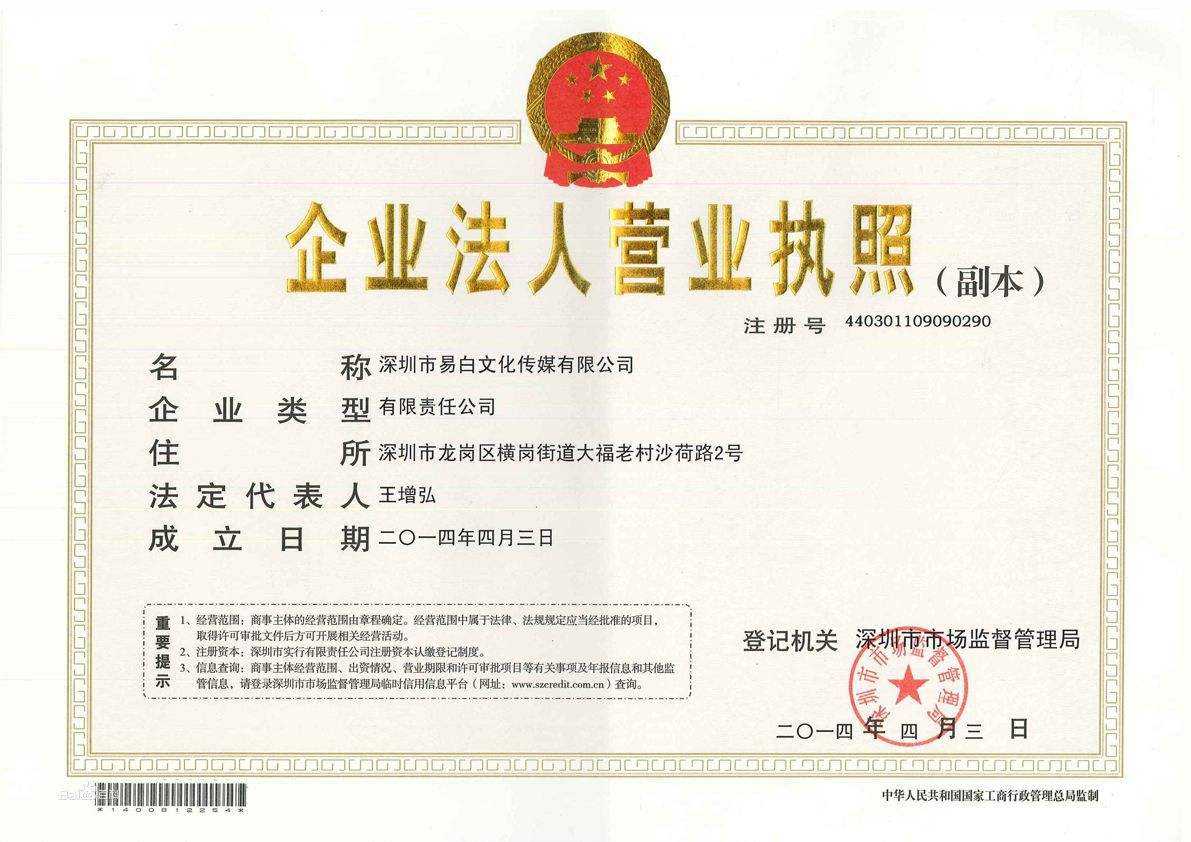 企业法人营业执照(副本)
注册号 440301109090290
名称 深圳市易白文化传媒有限公司
企业类型 有限责任公司
住所 深圳市龙岗区横岗街道大福老村沙荷路2号
法定代表人 王增弘
成立日期 二〇一四年四月三日
重要提示
1、经营范围：商事主体的经营范围由章程确定。经营范围中属于法律、法规规定应当经批准的项目，
取得许可审批文件后方可开展相关经营活动。
2、注册资本：深圳市实行有限责任公司注册资本认缴登记制度。
3、信息查询：商事主体经营范围、出资情况、营业期限和许可审批项目等有关事项及年报信息和其他监
管信息，请登录深圳市市场监督管理局临时信用信息平台（网址：www.szcredit.com.cn）查询。
登记机关 深圳市市场监督管理局
深圳市市场监督管理局
二〇一四年四月三日
Bai
*1400812254*
中华人民共和国国家工商行政管理总局监制